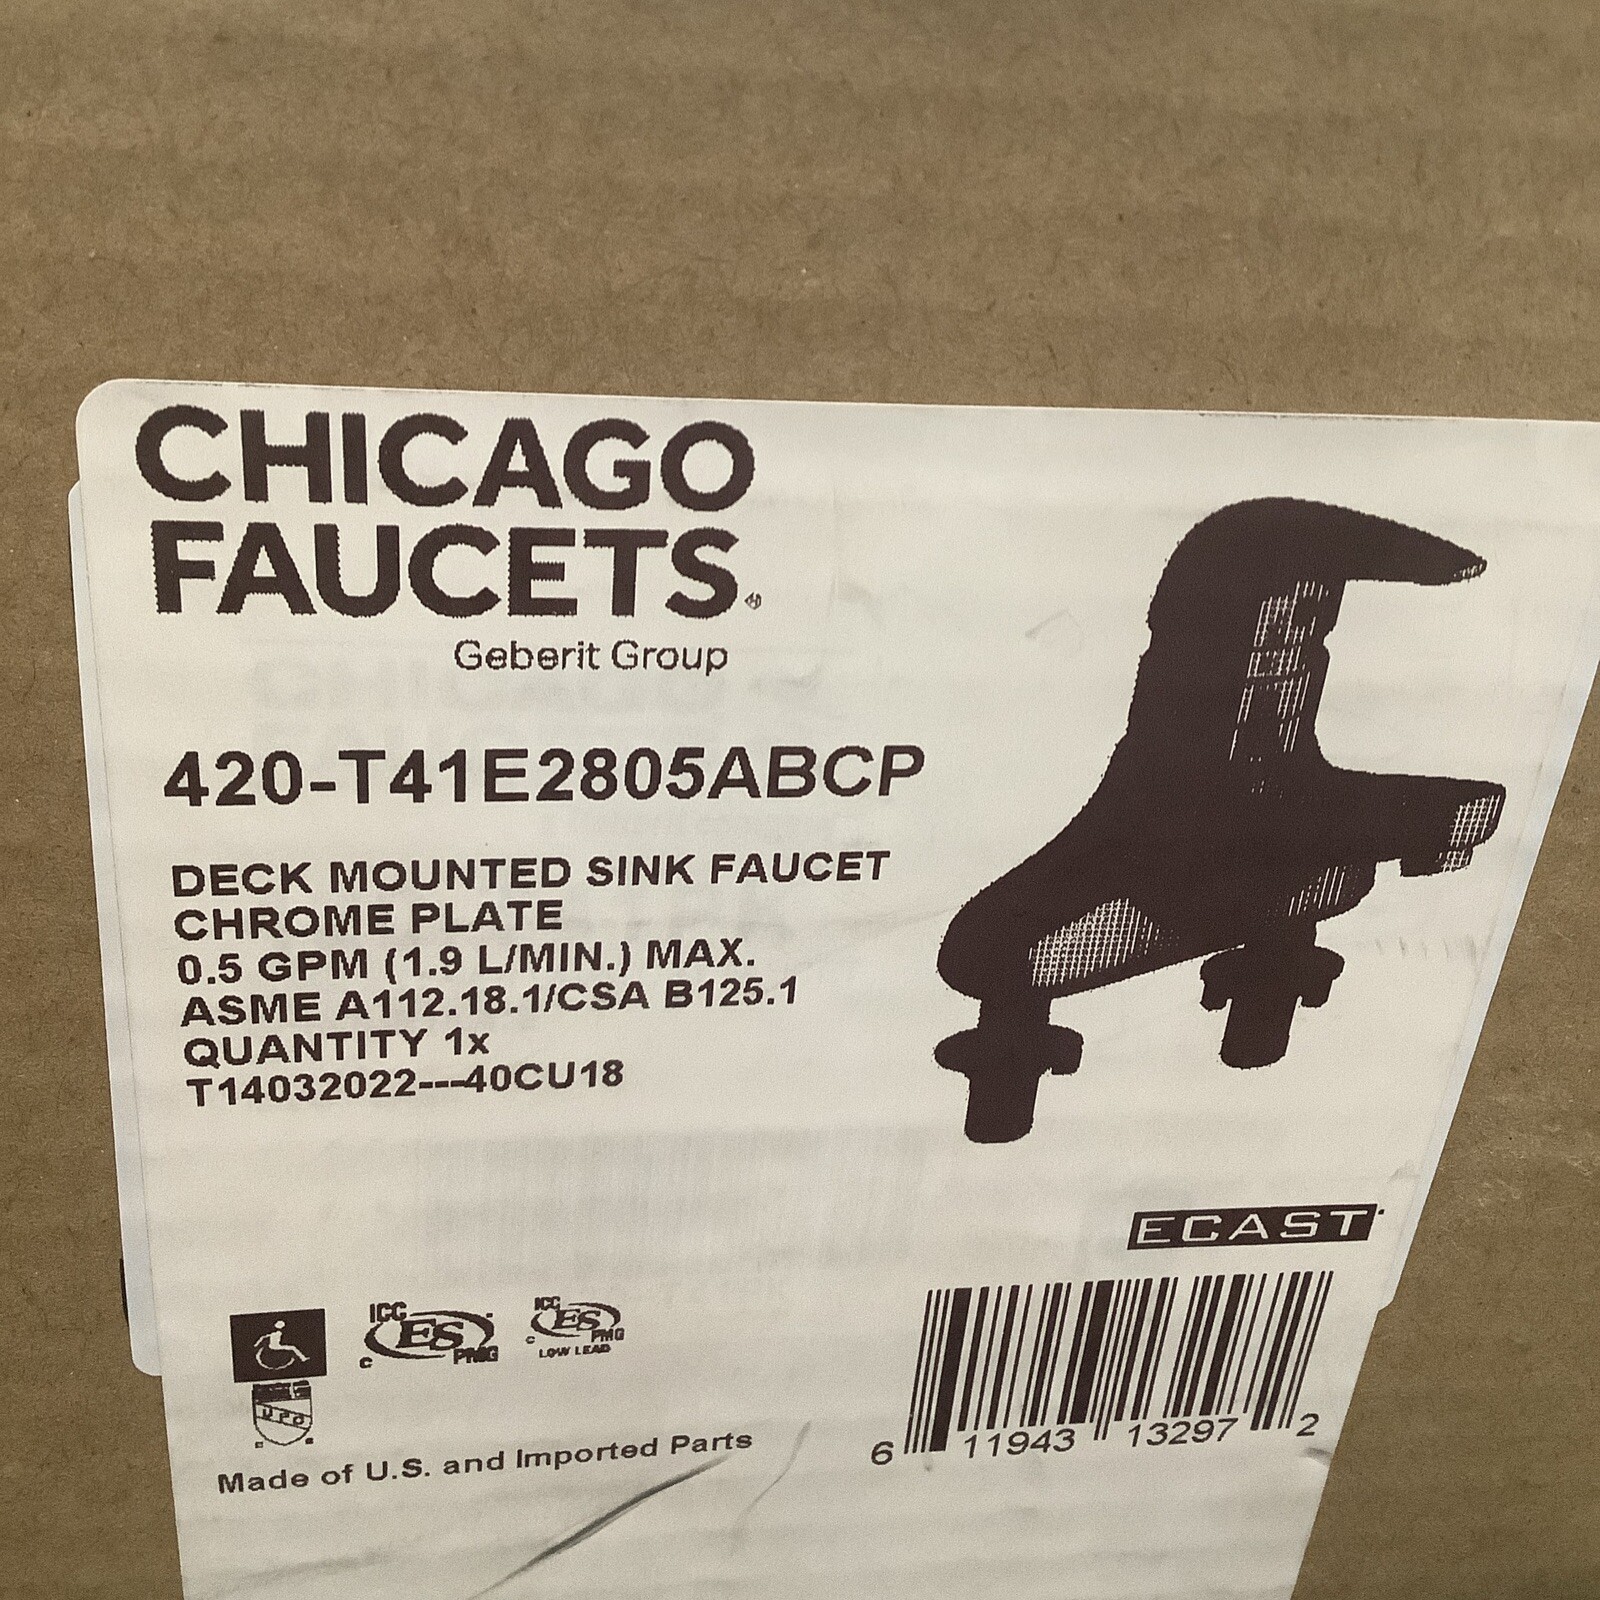 CHICAGO
FAUCETS®
Geberit Group
420-T41E2805ABCP
DECK MOUNTED SINK FAUCET
CHROME PLATE
0.5 GPM (1.9 L/MIN.) MAX.
ASME A112.18.1/CSA B125.1
QUANTITY 1x
T14032022---40CU18
ECAST
ICC
ES
C PMG
ICC
ES
C PMG
LOW LEAD
UPC
Made of U.S. and Imported Parts
6 11943 13297 2